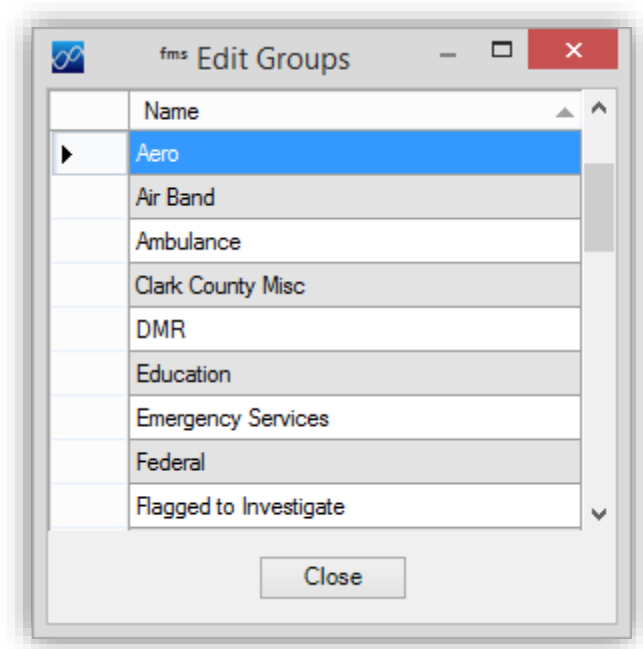 fms Edit Groups
Name
Aero
Air Band
Ambulance
Clark County Misc
DMR
Education
Emergency Services
Federal
Flagged to Investigate
Close